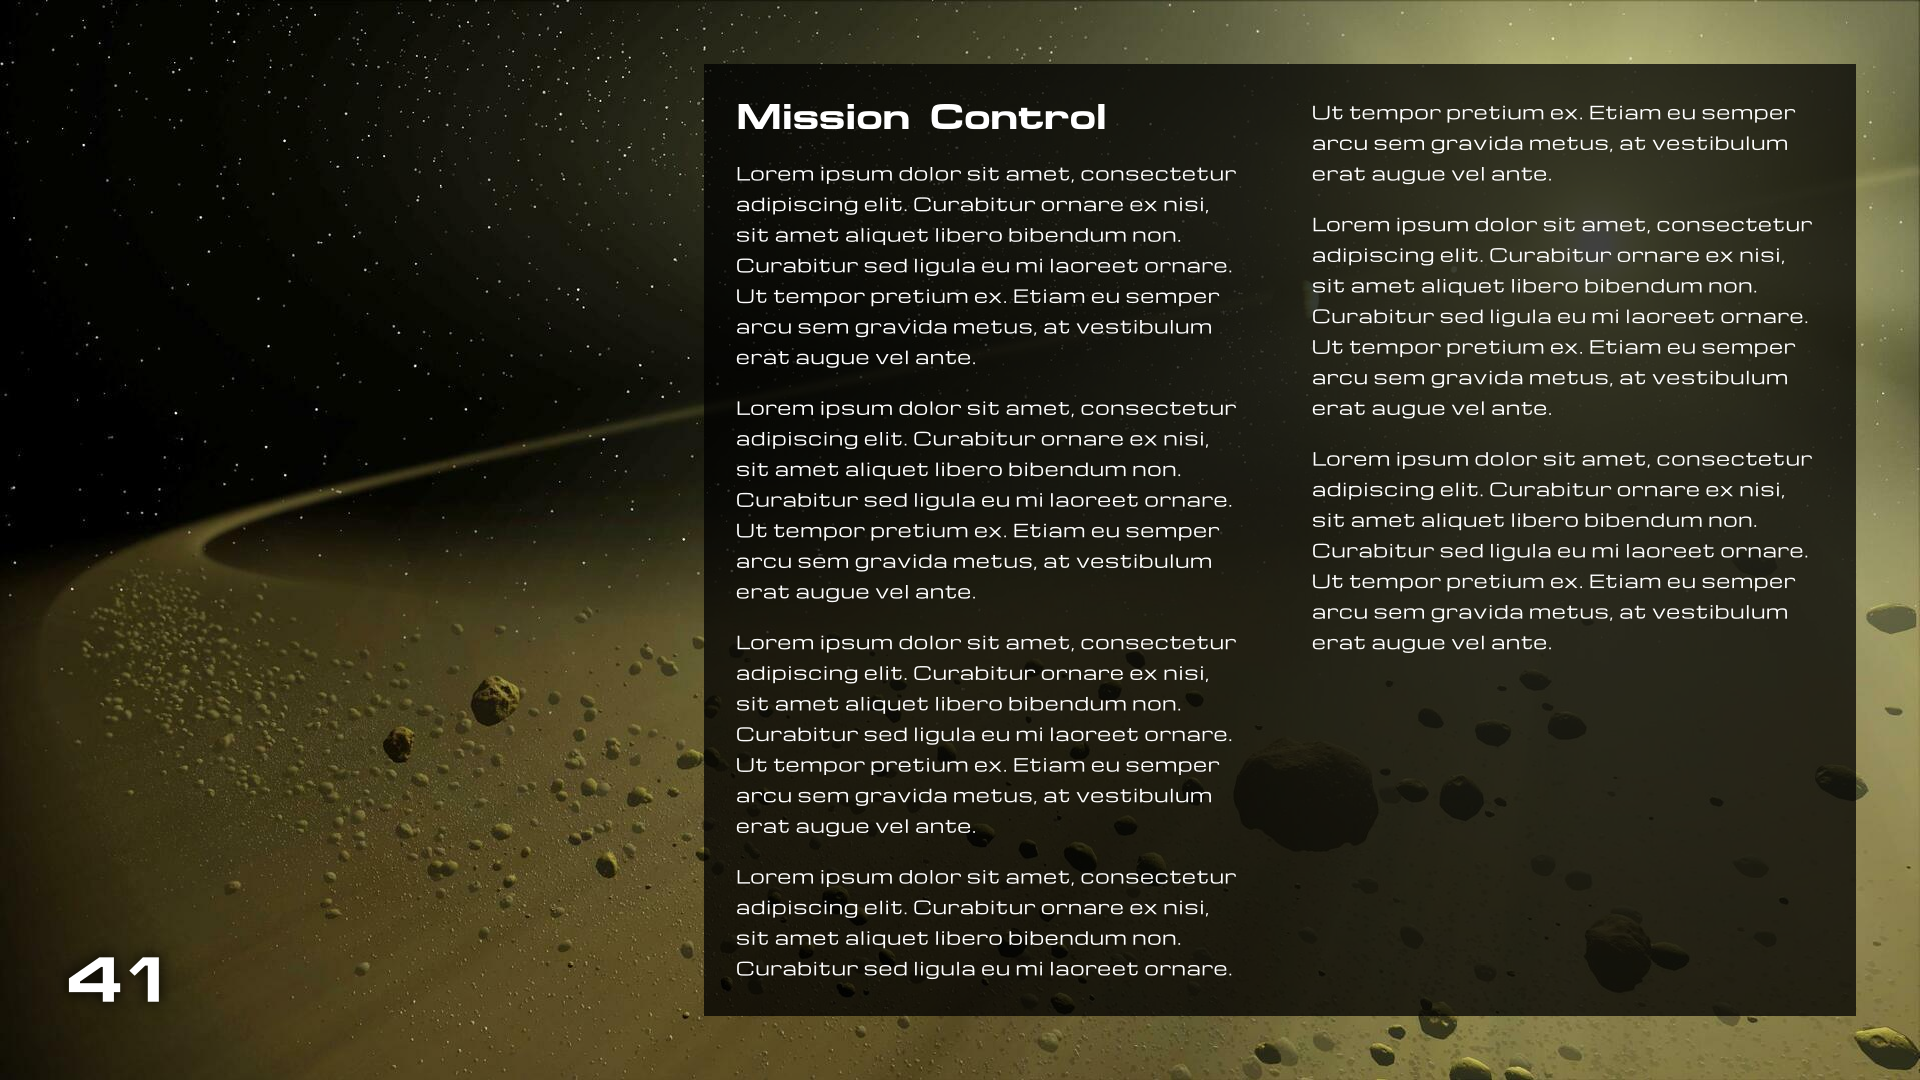 Mission Control
Lorem ipsum dolor sit amet, consectetur
adipiscing elit. Curabitur ornare ex nisi,
sit amet aliquet libero bibendum non.
Curabitur sed ligula eu mi laoreet ornare.
Ut tempor pretium ex. Etiam eu semper
arcu sem gravida metus, at vestibulum
erat augue vel ante.
Lorem ipsum dolor sit amet, consectetur
adipiscing elit. Curabitur ornare ex nisi,
sit amet aliquet libero bibendum non.
Curabitur sed ligula eu mi laoreet ornare.
Ut tempor pretium ex. Etiam eu semper
arcu sem gravida metus, at vestibulum
erat augue vel ante.
Lorem ipsum dolor sit amet, consectetur
adipiscing elit. Curabitur ornare ex nisi,
sit amet aliquet libero bibendum non.
Curabitur sed ligula eu mi laoreet ornare.
Ut tempor pretium ex. Etiam eu semper
arcu sem gravida metus, at vestibulum
erat augue vel ante.
Lorem ipsum dolor sit amet, consectetur
adipiscing elit. Curabitur ornare ex nisi,
sit amet aliquet libero bibendum non.
Curabitur sed ligula eu mi laoreet ornare.
Ut tempor pretium ex. Etiam eu semper
arcu sem gravida metus, at vestibulum
erat augue vel ante.
Lorem ipsum dolor sit amet, consectetur
adipiscing elit. Curabitur ornare ex nisi,
sit amet aliquet libero bibendum non.
Curabitur sed ligula eu mi laoreet ornare.
Ut tempor pretium ex. Etiam eu semper
arcu sem gravida metus, at vestibulum
erat augue vel ante.
Lorem ipsum dolor sit amet, consectetur
adipiscing elit. Curabitur ornare ex nisi,
sit amet aliquet libero bibendum non.
Curabitur sed ligula eu mi laoreet ornare.
Ut tempor pretium ex. Etiam eu semper
arcu sem gravida metus, at vestibulum
erat augue vel ante.
41